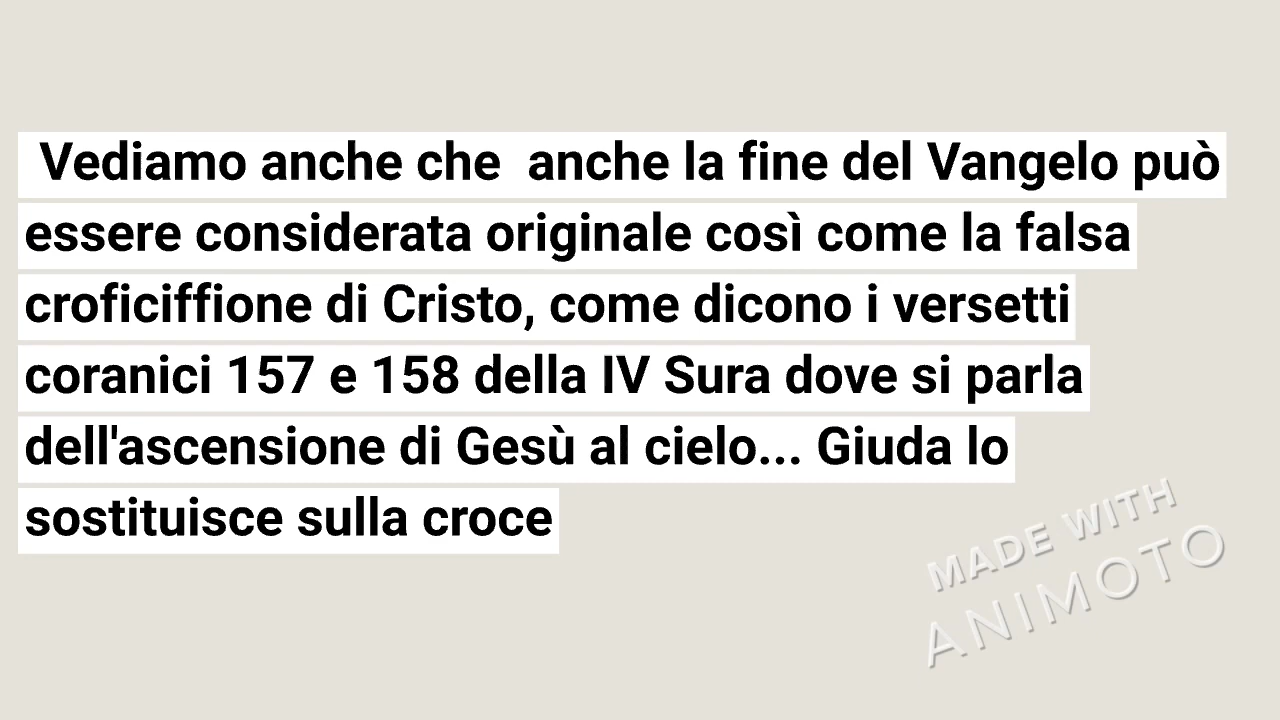 Vediamo anche che  anche la fine del Vangelo può
essere considerata originale così come la falsa
croficiffione di Cristo, come dicono i versetti
coranici 157 e 158 della IV Sura dove si parla
dell'ascensione di Gesù al cielo... Giuda lo
sostituisce sulla croce
MADE WITH
ANIMOTO